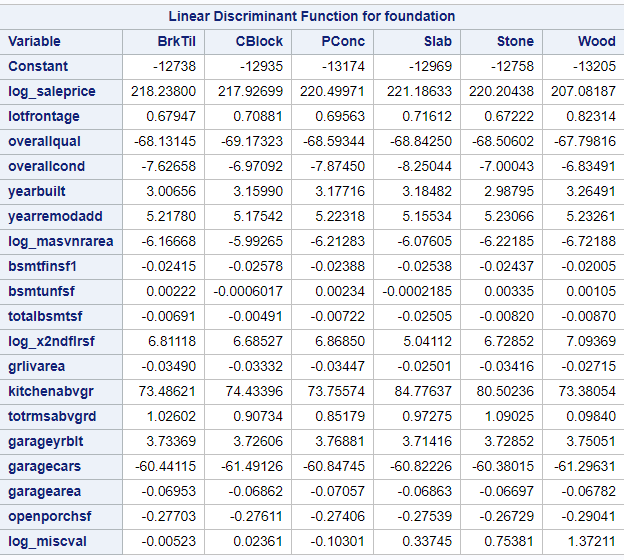 Linear Discriminant Function for foundation
Variable BrkTil CBlock PConc Slab Stone Wood
Constant -12738 -12935 -13174 -12969 -12758 -13205
log_saleprice 218.23800 217.92699 220.49971 221.18633 220.20438 207.08187
lotfrontage 0.67947 0.70881 0.69563 0.71612 0.67222 0.82314
overallqual -68.13145 -69.17323 -68.59344 -68.84250 -68.50602 -67.79816
overallcond -7.62658 -6.97092 -7.87450 -8.25044 -7.00043 -6.83491
yearbuilt 3.00656 3.15990 3.17716 3.18482 2.98795 3.26491
yearremodadd 5.21780 5.17542 5.22318 5.15534 5.23066 5.23261
log_masvnrarea -6.16668 -5.99265 -6.21283 -6.07605 -6.22185 -6.72188
bsmtfinsf1 -0.02415 -0.02578 -0.02388 -0.02538 -0.02437 -0.02005
bsmtunfsf 0.00222 -0.0006017 0.00234 -0.0002185 0.00335 0.00105
totalbsmtsf -0.00691 -0.00491 -0.00722 -0.02505 -0.00820 -0.00870
log_x2ndflrsf 6.81118 6.68527 6.86850 5.04112 6.72852 7.09369
grlivarea -0.03490 -0.03332 -0.03447 -0.02501 -0.03416 -0.02715
kitchenabvgr 73.48621 74.43396 73.75574 84.77637 80.50236 73.38054
totrmsabvgrd 1.02602 0.90734 0.85179 0.97275 1.09025 0.09840
garageyrblt 3.73369 3.72606 3.76881 3.71416 3.72852 3.75051
garagecars -60.44115 -61.49126 -60.84745 -60.82226 -60.38015 -61.29631
garagearea -0.06953 -0.06862 -0.07057 -0.06863 -0.06697 -0.06782
openporchsf -0.27703 -0.27611 -0.27406 -0.27539 -0.26729 -0.29041
log_miscval -0.00523 0.02361 -0.10301 0.33745 0.75381 1.37211